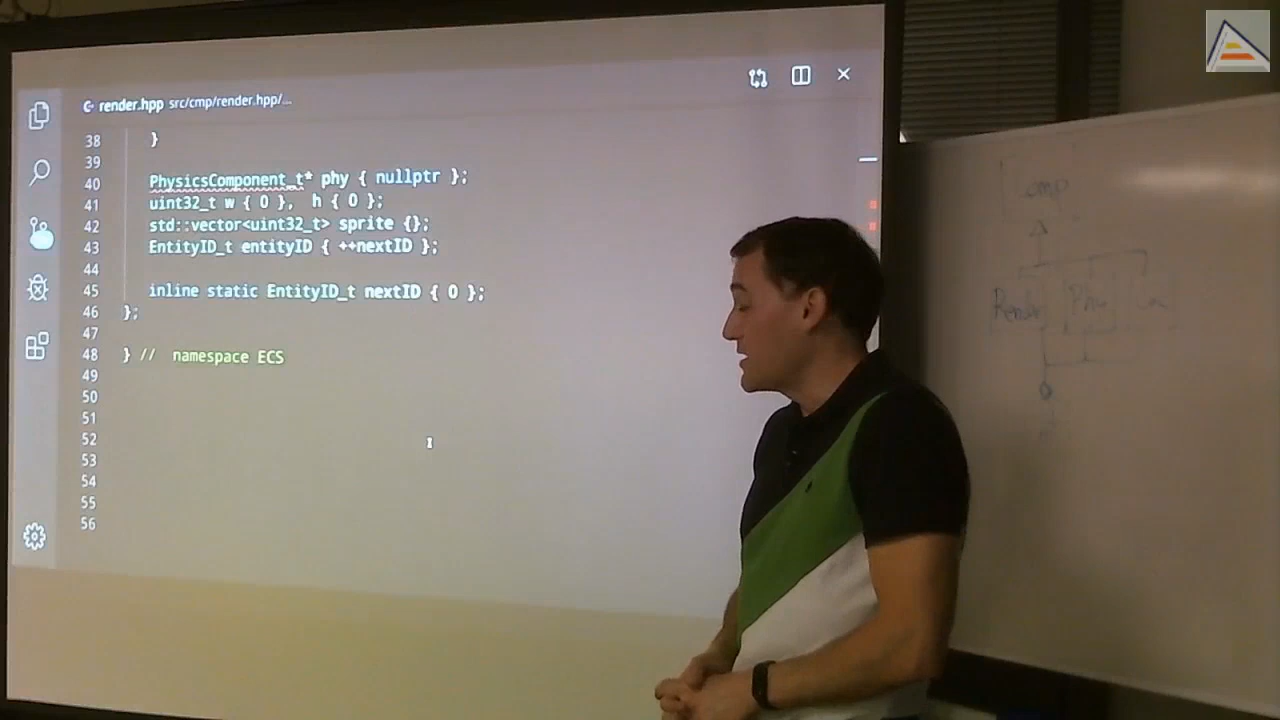 render.hpp src/cmp/render.hpp/...
38 }
39
40 PhysicsComponent_t* phy { nullptr };
41 uint32_t w { 0 }, h { 0 };
42 std::vector<uint32_t> sprite {};
43 EntityID_t entityID { ++nextID };
44
45 inline static EntityID_t nextID { 0 };
46 };
47
48 } // namespace ECS
49
50
51
52
53
54
55
56
Cmp
Render Phy